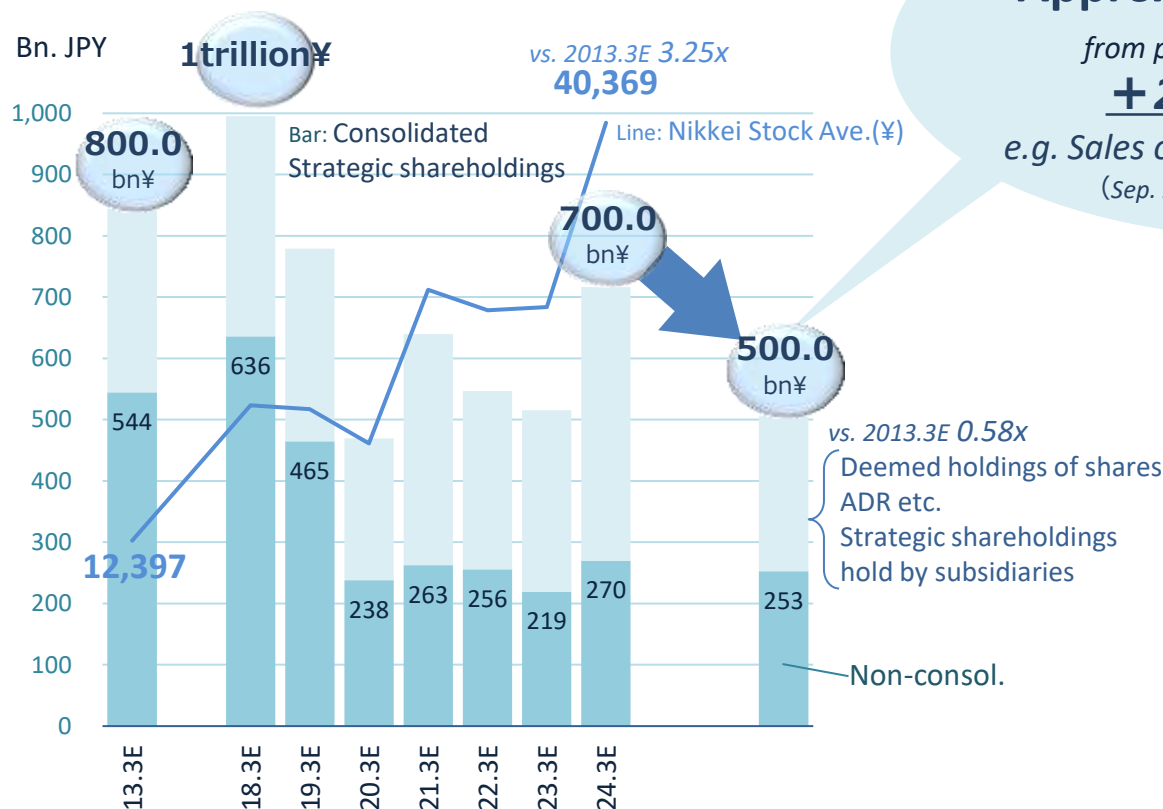 Bn. JPY
1trillion¥
vs. 2013.3E 3.25x
40,369
from
+2
e.g. Sales
(Sep.
1,000
900
800
700
600
500
400
300
200
100
0
800.0
bn¥
Bar: Consolidated
Strategic shareholdings
Line: Nikkei Stock Ave.(¥)
700.0
bn¥
500.0
bn¥
544
636
465
238
263
256
219
270
253
12,397
vs. 2013.3E 0.58x
Deemed holdings of shares
ADR etc.
Strategic shareholdings
hold by subsidiaries
Non-consol.
13.3E
18.3E
19.3E
20.3E
21.3E
22.3E
23.3E
24.3E